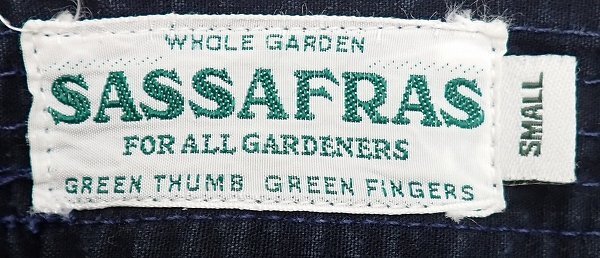 WHOLE GARDEN
SASSAFRAS
FOR ALL GARDENERS
GREEN THUMB GREEN FINGERS
SMALL